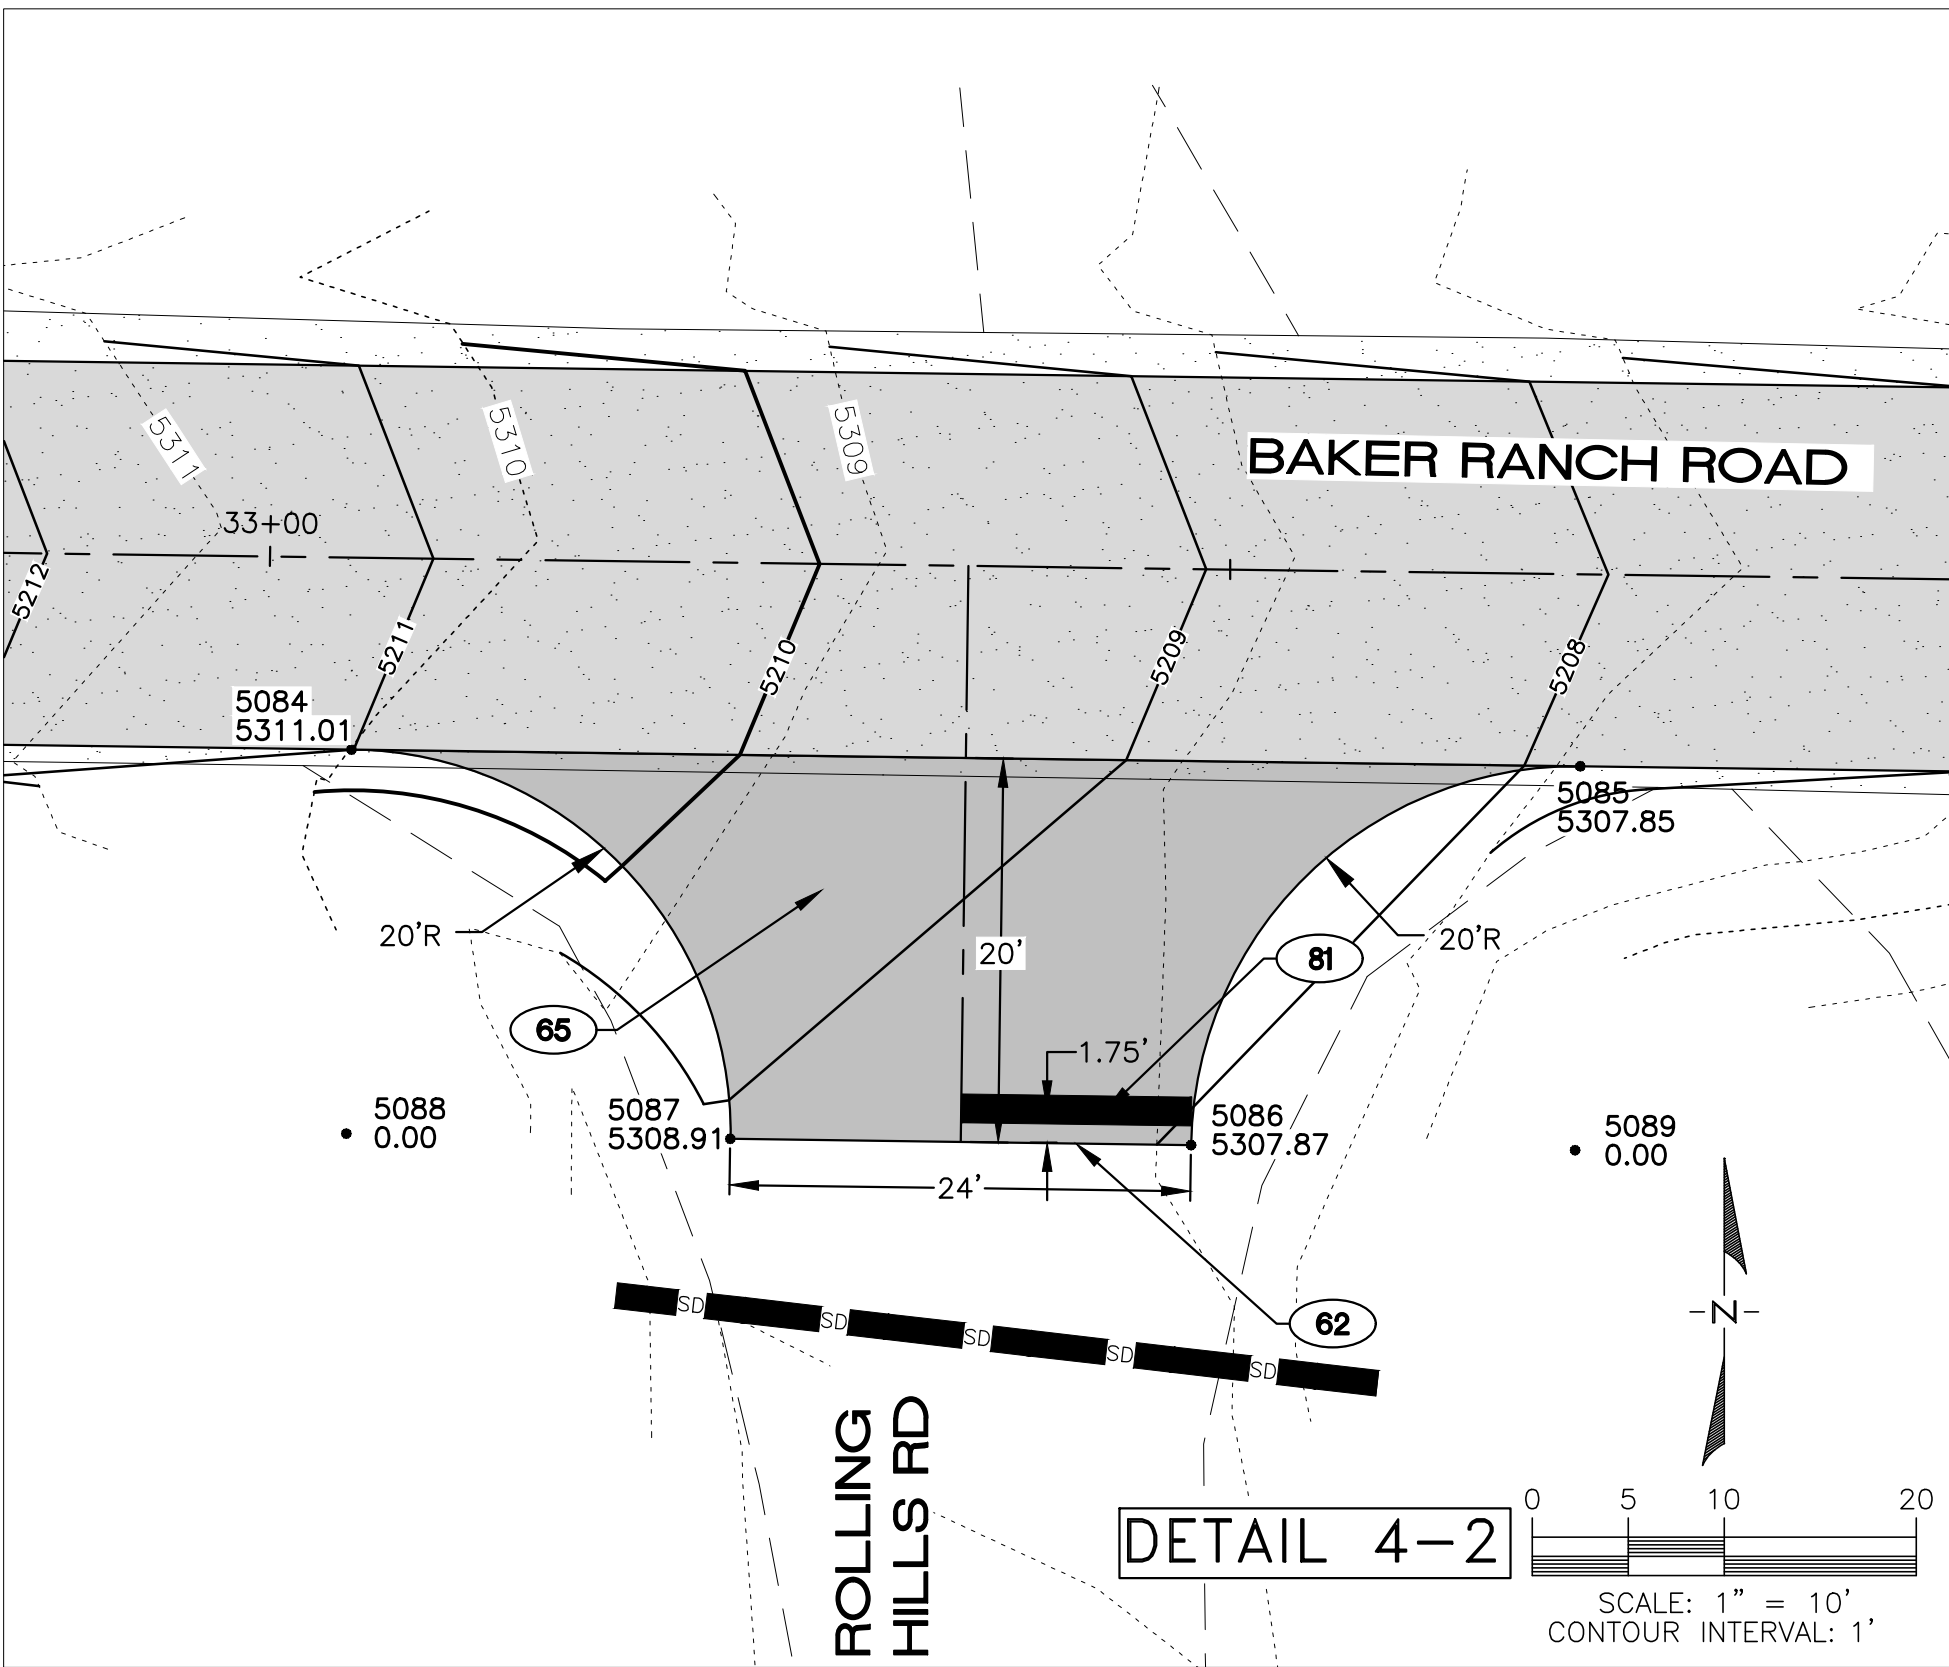 5311
5310
5309
BAKER RANCH ROAD
33+00
5212
5211
5210
5209
5208
5084
5311.01
5085
5307.85
20'R
20'
81
20'R
65
1.75'
5088
0.00
5087
5308.91
5086
5307.87
5089
0.00
24'
SD
SD
SD
SD
SD
62
-N-
ROLLING
HILLS RD
DETAIL 4-2
0 5 10 20
SCALE: 1" = 10'
CONTOUR INTERVAL: 1'